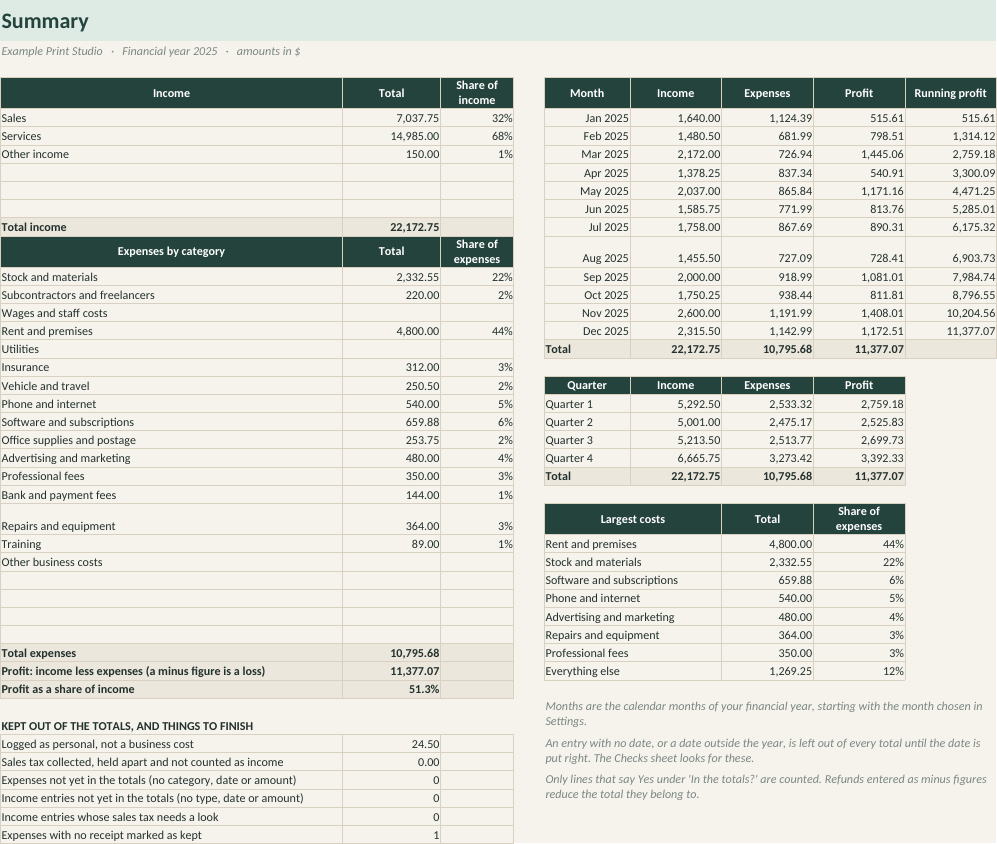 Summary
Example Print Studio · Financial year 2025 · amounts in $
Income Total Share of income
Sales 7,037.75 32%
Services 14,985.00 68%
Other income 150.00 1%
Total income 22,172.75
Expenses by category Total Share of expenses
Stock and materials 2,332.55 22%
Subcontractors and freelancers 220.00 2%
Wages and staff costs
Rent and premises 4,800.00 44%
Utilities
Insurance 312.00 3%
Vehicle and travel 250.50 2%
Phone and internet 540.00 5%
Software and subscriptions 659.88 6%
Office supplies and postage 253.75 2%
Advertising and marketing 480.00 4%
Professional fees 350.00 3%
Bank and payment fees 144.00 1%
Repairs and equipment 364.00 3%
Training 89.00 1%
Other business costs
Total expenses 10,795.68
Profit: income less expenses (a minus figure is a loss) 11,377.07
Profit as a share of income 51.3%
KEPT OUT OF THE TOTALS, AND THINGS TO FINISH
Logged as personal, not a business cost 24.50
Sales tax collected, held apart and not counted as income 0.00
Expenses not yet in the totals (no category, date or amount) 0
Income entries not yet in the totals (no type, date or amount) 0
Income entries whose sales tax needs a look 0
Expenses with no receipt marked as kept 1
Month Income Expenses Profit Running profit
Jan 2025 1,640.00 1,124.39 515.61 515.61
Feb 2025 1,480.50 681.99 798.51 1,314.12
Mar 2025 2,172.00 726.94 1,445.06 2,759.18
Apr 2025 1,378.25 837.34 540.91 3,300.09
May 2025 2,037.00 865.84 1,171.16 4,471.25
Jun 2025 1,585.75 771.99 813.76 5,285.01
Jul 2025 1,758.00 867.69 890.31 6,175.32
Aug 2025 1,455.50 727.09 728.41 6,903.73
Sep 2025 2,000.00 918.99 1,081.01 7,984.74
Oct 2025 1,750.25 938.44 811.81 8,796.55
Nov 2025 2,600.00 1,191.99 1,408.01 10,204.56
Dec 2025 2,315.50 1,142.99 1,172.51 11,377.07
Total 22,172.75 10,795.68 11,377.07
Quarter Income Expenses Profit
Quarter 1 5,292.50 2,533.32 2,759.18
Quarter 2 5,001.00 2,475.17 2,525.83
Quarter 3 5,213.50 2,513.77 2,699.73
Quarter 4 6,665.75 3,273.42 3,392.33
Total 22,172.75 10,795.68 11,377.07
Largest costs Total Share of expenses
Rent and premises 4,800.00 44%
Stock and materials 2,332.55 22%
Software and subscriptions 659.88 6%
Phone and internet 540.00 5%
Advertising and marketing 480.00 4%
Repairs and equipment 364.00 3%
Professional fees 350.00 3%
Everything else 1,269.25 12%
Months are the calendar months of your financial year, starting with the month chosen in
Settings.
An entry with no date, or a date outside the year, is left out of every total until the date is
put right. The Checks sheet looks for these.
Only lines that say Yes under 'In the totals?' are counted. Refunds entered as minus figures
reduce the total they belong to.